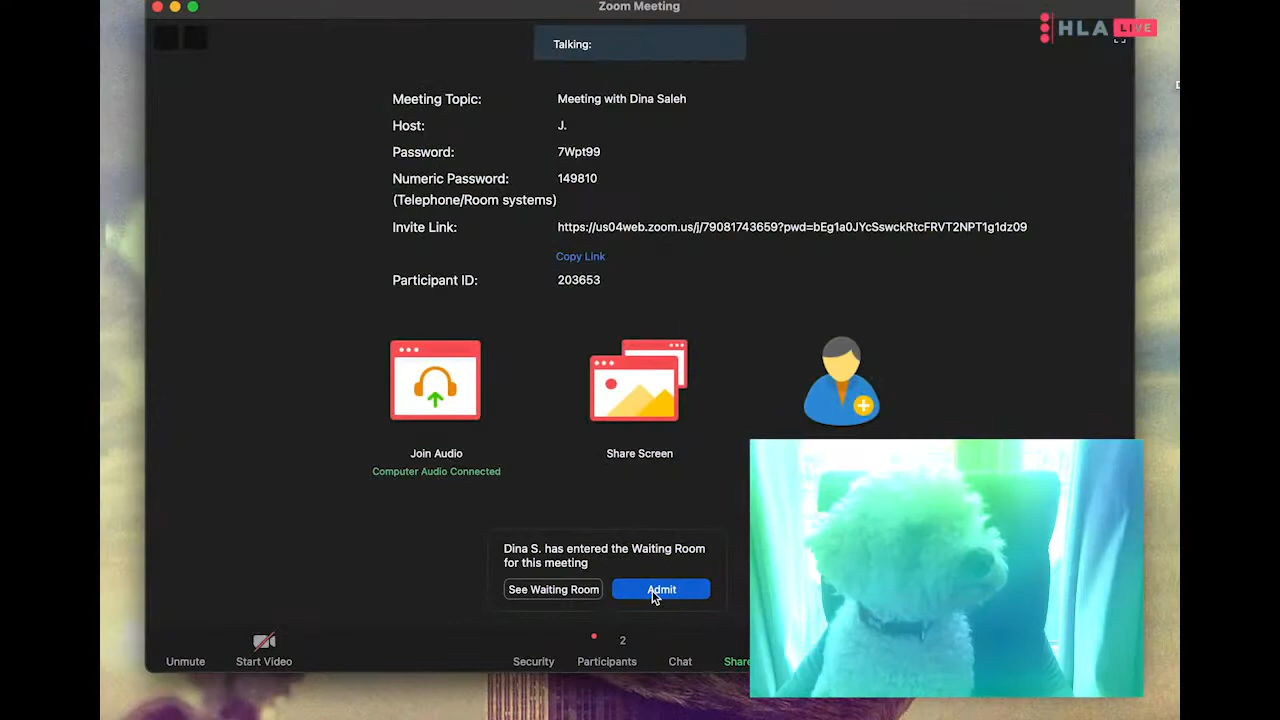 Zoom Meeting
HLA LIVE
Talking:
Meeting Topic: Meeting with Dina Saleh
Host: J.
Password: 7Wpt99
Numeric Password: 149810
(Telephone/Room systems)
Invite Link: https://us04web.zoom.us/j/79081743659?pwd=bEg1a0JYcSswckRtcFRVT2NPT1g1dz09
Copy Link
Participant ID: 203653
Join Audio
Share Screen
Computer Audio Connected
Dina S. has entered the Waiting Room
for this meeting
See Waiting Room
Admit
2
Unmute
Start Video
Security
Participants
Chat
Share